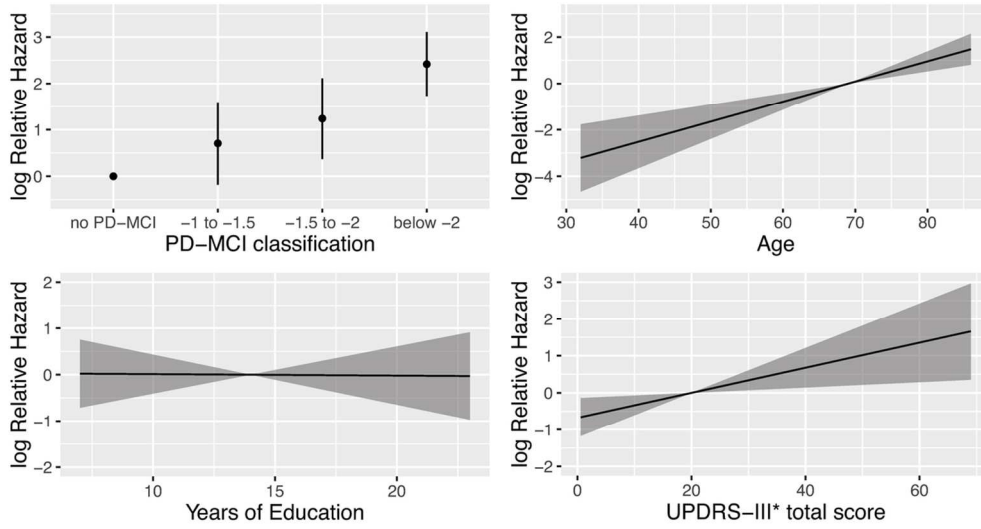 log Relative Hazard
3
2
1
0
no PD−MCI
−1 to −1.5
−1.5 to −2
below −2
PD−MCI classification
log Relative Hazard
2
0
−2
−4
30
40
50
60
70
80
Age
log Relative Hazard
2
1
0
−1
−2
10
15
20
Years of Education
log Relative Hazard
3
2
1
0
−1
−2
0
20
40
60
UPDRS−III* total score